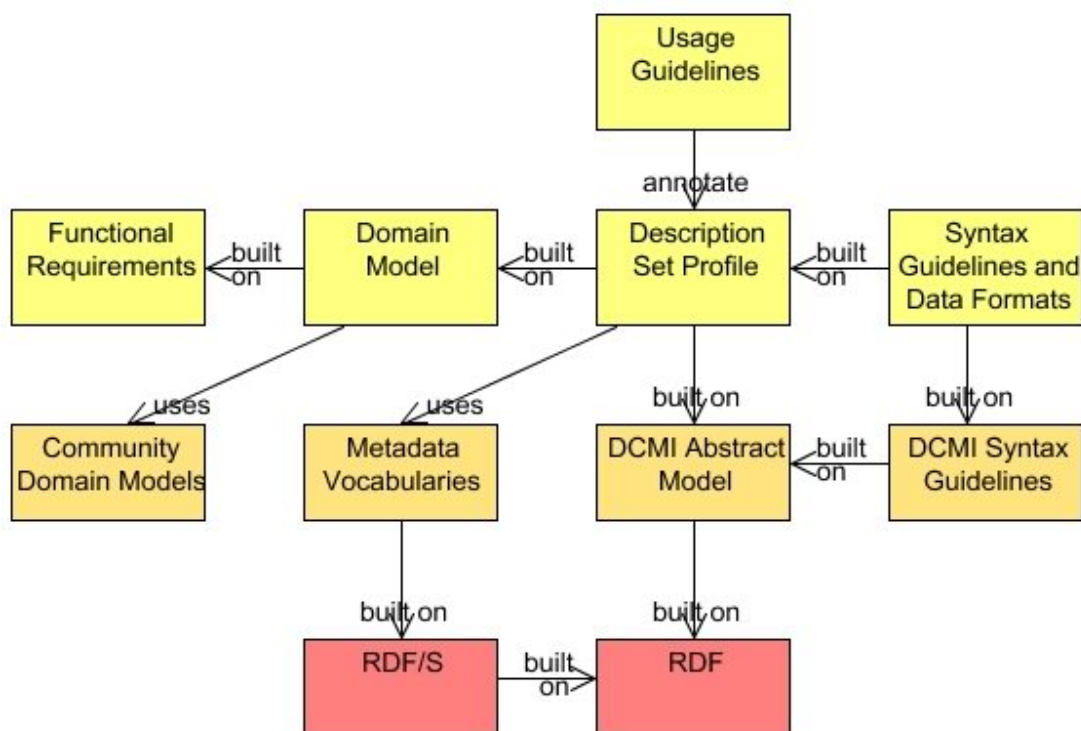 Usage
Guidelines
annotate
Functional
Requirements
built
on
Domain
Model
built
on
Description
Set Profile
built
on
Syntax
Guidelines and
Data Formats
uses
uses
built on
built on
Community
Domain Models
Metadata
Vocabularies
DCMI Abstract
Model
built
on
DCMI Syntax
Guidelines
built on
built on
RDF/S
built
on
RDF